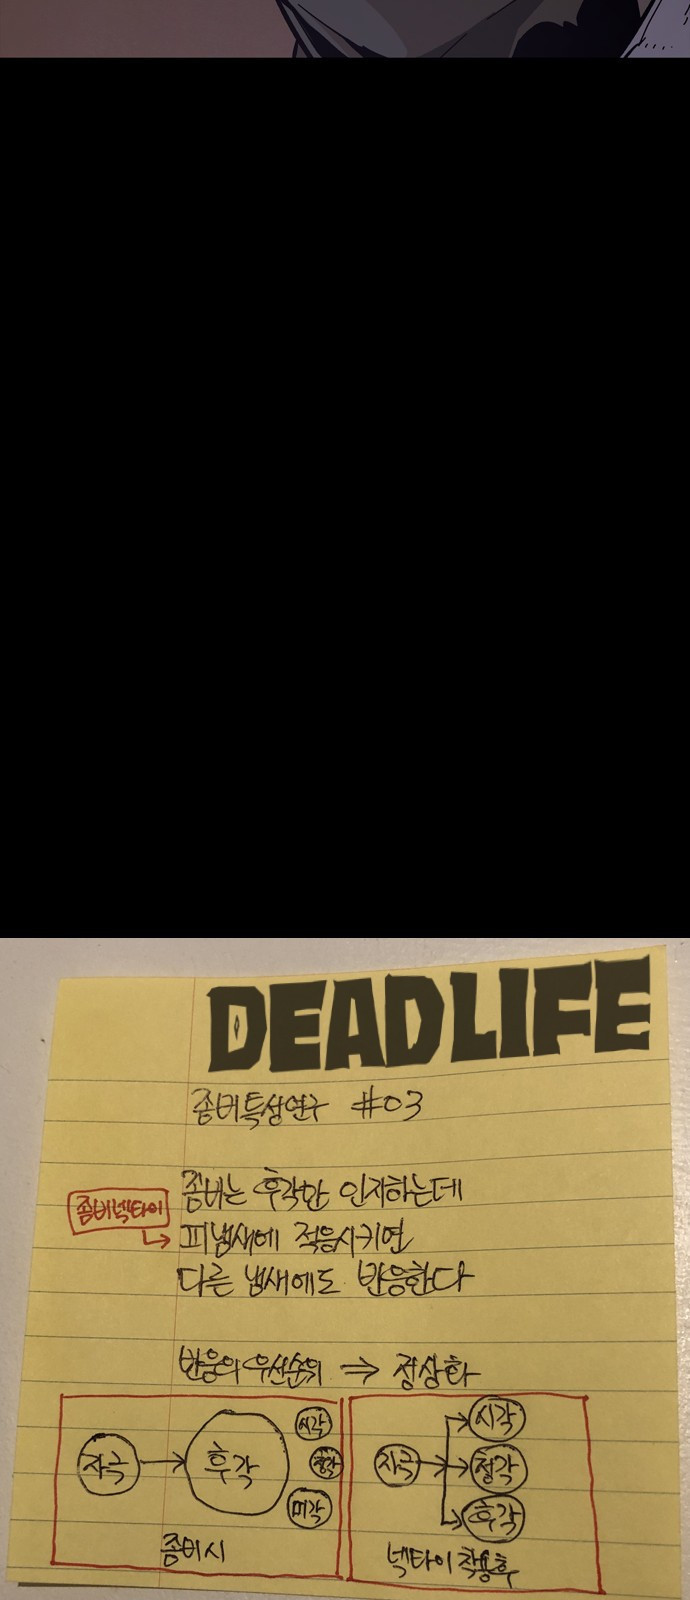 DEADLIFE
좀비특성연구 #03
좀비는 후각만 인지하는데
좀비넥타이
피냄새에 적응시키면
다른 냄새에도 반응한다
반응의 우선순위 ⇒ 정상화
자극 → 후각
시각
청각
미각
좀비시
자극
시각
청각
후각
넥타이 착용후